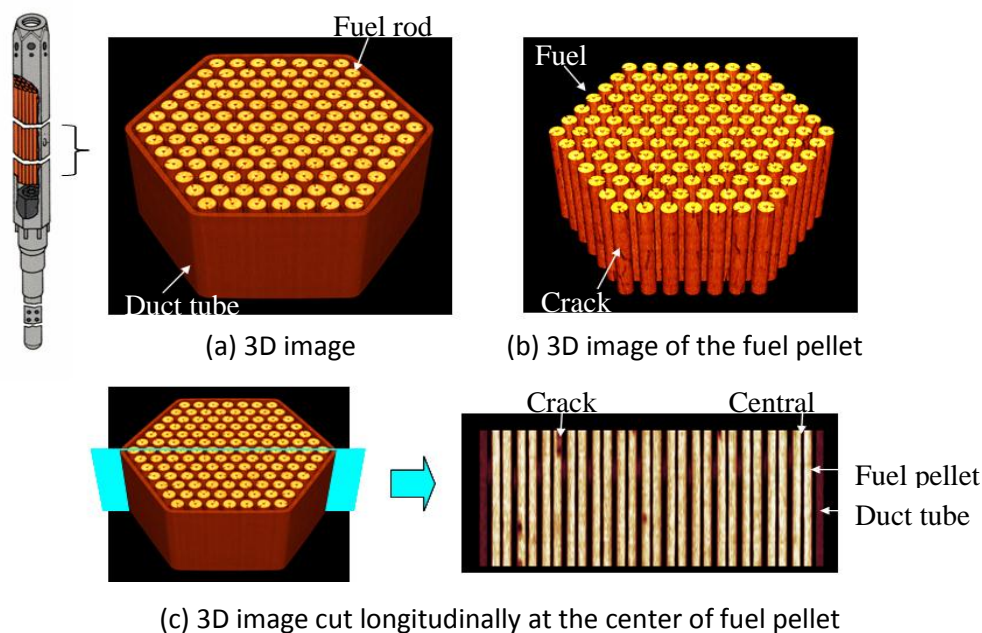 Fuel rod
Duct tube
(a) 3D image
Fuel
Crack
(b) 3D image of the fuel pellet
Crack
Central
Fuel pellet
Duct tube
(c) 3D image cut longitudinally at the center of fuel pellet